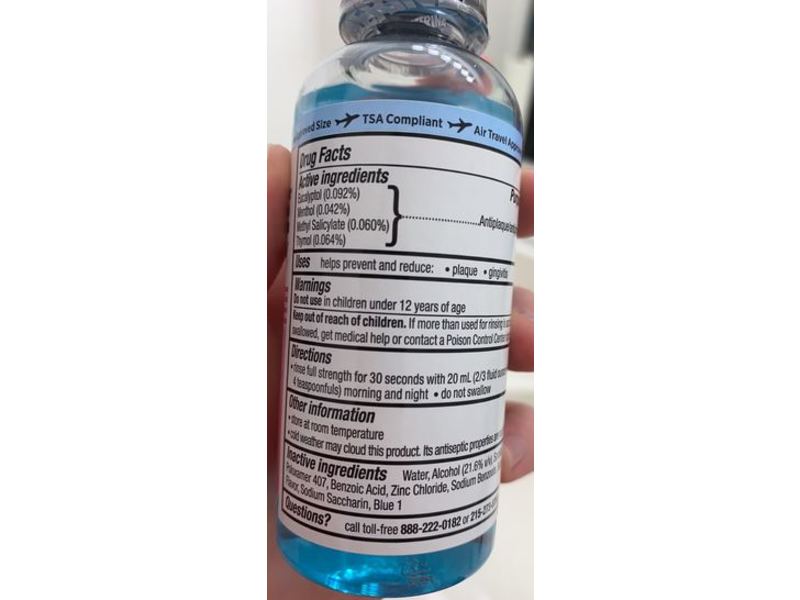 TSA Compliant Air Travel
Size
Drug Facts
Active ingredients
Eucalyptol (0.092%)
Menthol (0.042%)
Methyl Salicylate (0.060%)
Thymol (0.064%)
Uses helps prevent and reduce: • plaque • gingivitis
Warnings
Do not use in children under 12 years of age
Keep out of reach of children. If more than used for rinsing is
swallowed, get medical help or contact a Poison Control Center
Directions
• rinse full strength for 30 seconds with 20 mL (2/3 fluid
4 teaspoonfuls) morning and night • do not swallow
Other information
• store at room temperature
• cold weather may cloud this product. Its antiseptic properties
Inactive ingredients Water, Alcohol (21.6% v/v),
Poloxamer 407, Benzoic Acid, Zinc Chloride, Sodium
Flavor, Sodium Saccharin, Blue 1
Questions? call toll-free 888-222-0182 or